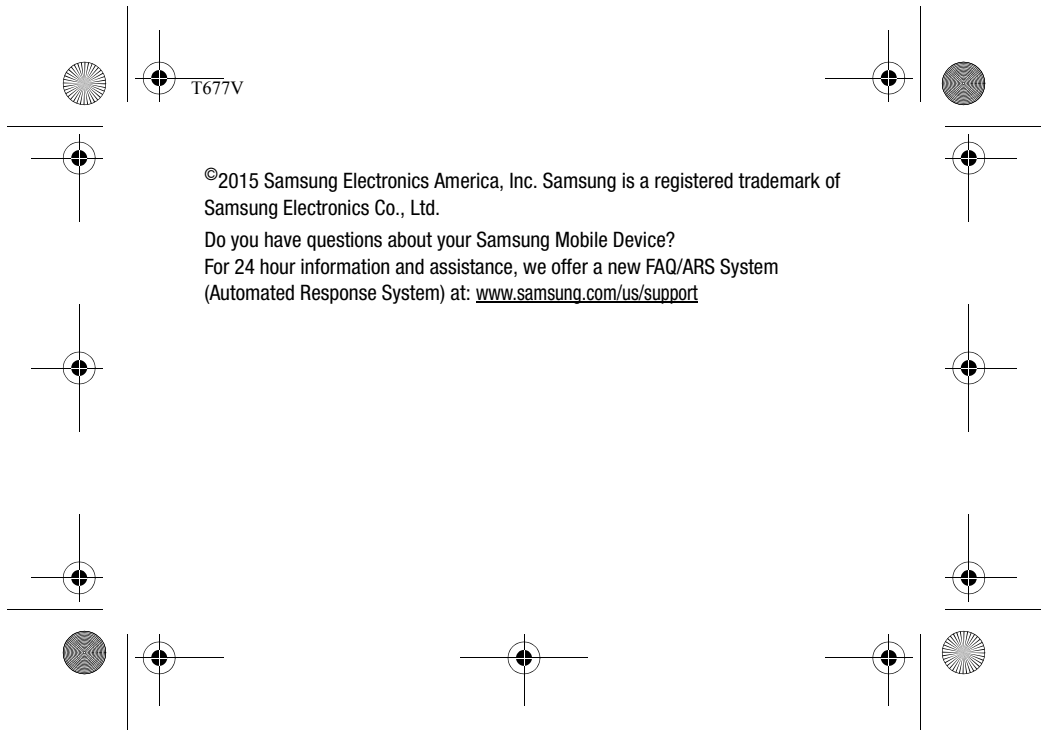 T677V
©2015 Samsung Electronics America, Inc. Samsung is a registered trademark of
Samsung Electronics Co., Ltd.
Do you have questions about your Samsung Mobile Device?
For 24 hour information and assistance, we offer a new FAQ/ARS System
(Automated Response System) at: www.samsung.com/us/support